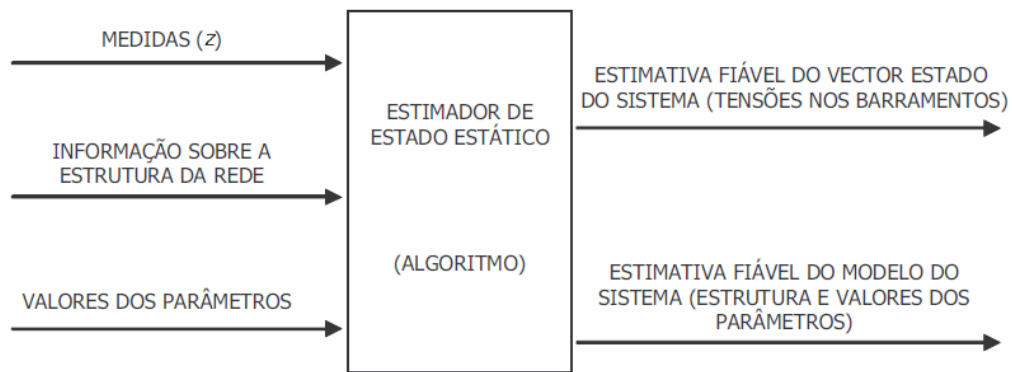 MEDIDAS (z)
INFORMAÇÃO SOBRE A
ESTRUTURA DA REDE
VALORES DOS PARÂMETROS
ESTIMADOR DE
ESTADO ESTÁTICO
(ALGORITMO)
ESTIMATIVA FIÁVEL DO VECTOR ESTADO
DO SISTEMA (TENSÕES NOS BARRAMENTOS)
ESTIMATIVA FIÁVEL DO MODELO DO
SISTEMA (ESTRUTURA E VALORES DOS
PARÂMETROS)